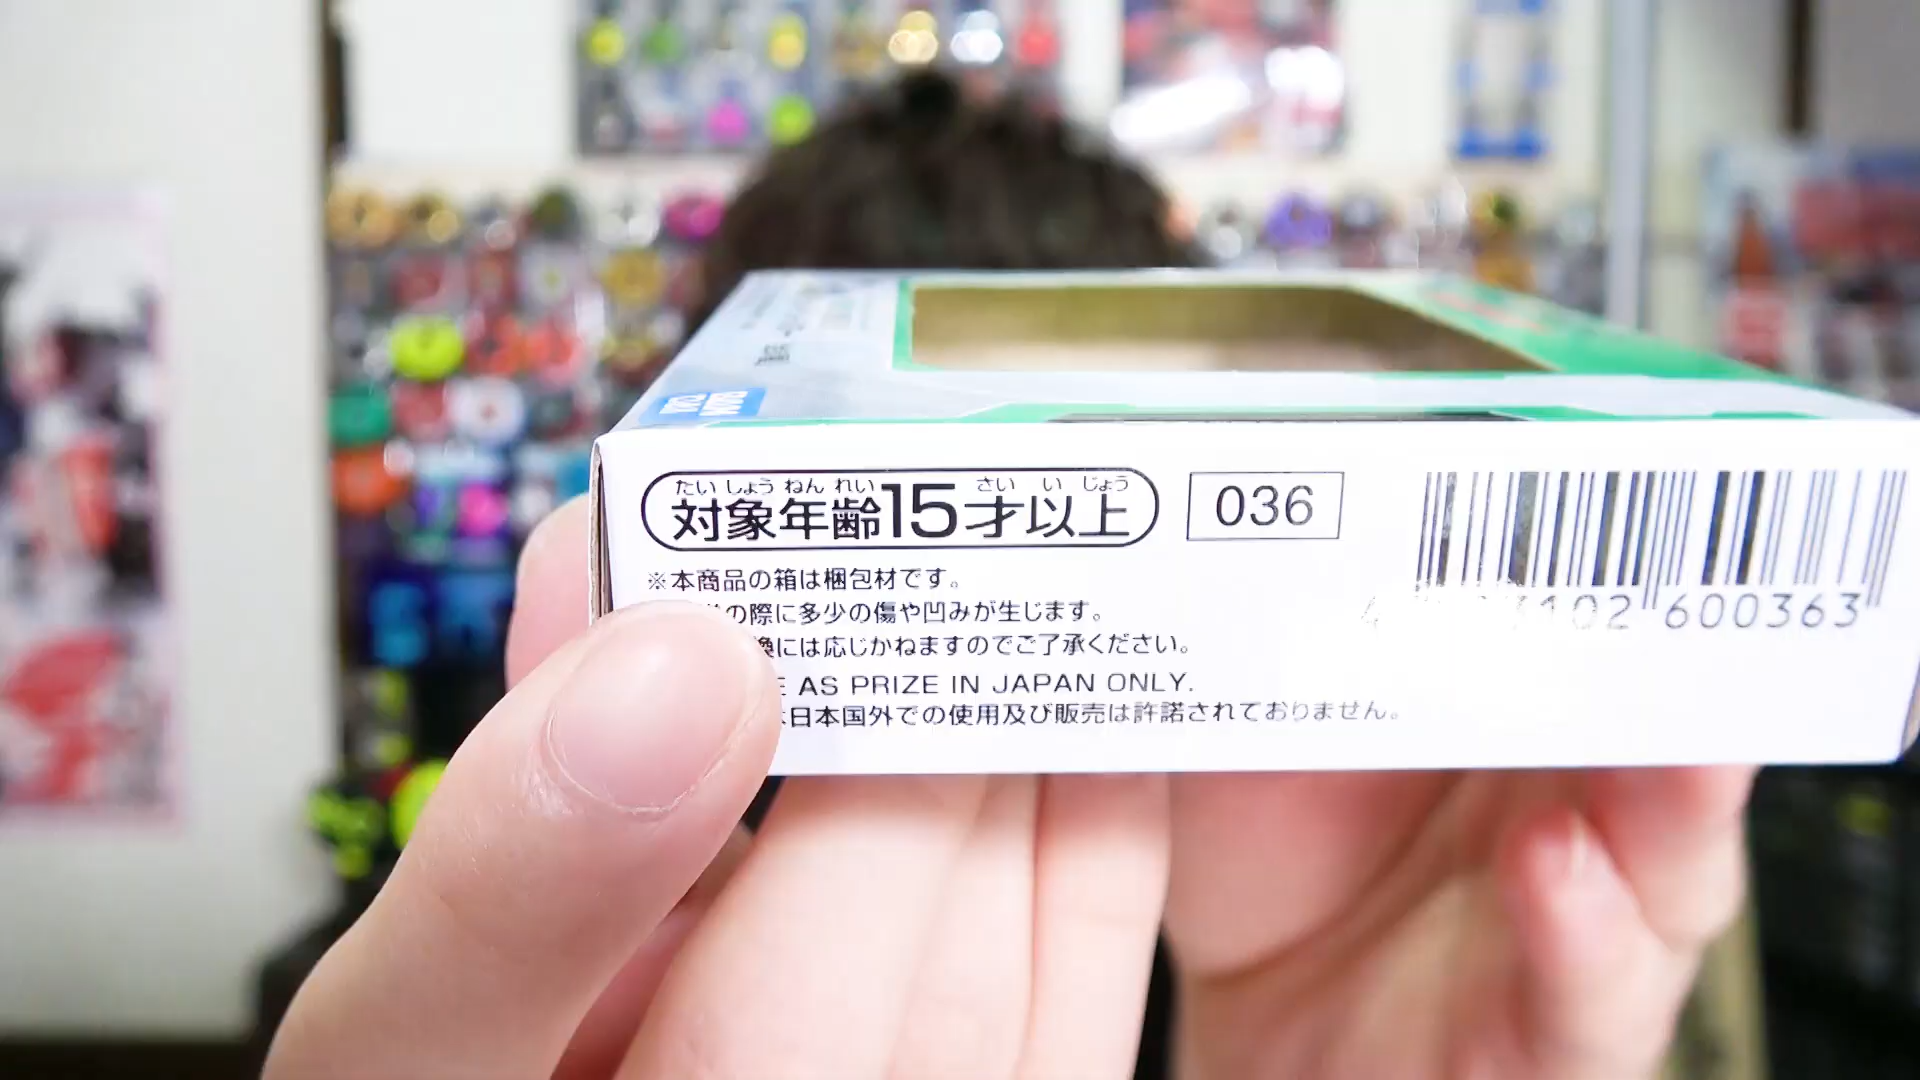 たいしょうねんれい さい いじょう
対象年齢15才以上
036
※本商品の箱は梱包材です。
の際に多少の傷や凹みが生じます。
換には応じかねますのでご了承ください。
AS PRIZE IN JAPAN ONLY.
日本国外での使用及び販売は許諾されておりません。
102 600363